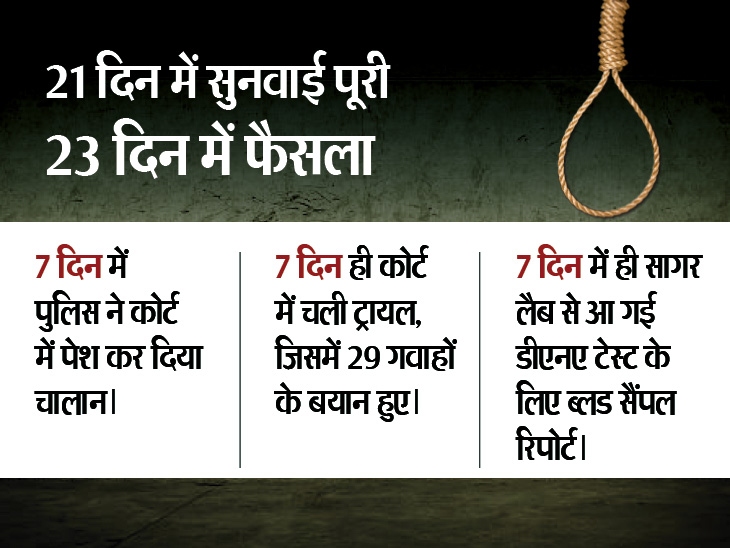 21 दिन में सुनवाई पूरी
23 दिन में फैसला
7 दिन में
पुलिस ने कोर्ट
में पेश कर दिया
चालान।
7 दिन ही कोर्ट
में चली ट्रायल,
जिसमें 29 गवाहों
के बयान हुए।
7 दिन में ही सागर
लैब से आ गई
डीएनए टेस्ट के
लिए ब्लड सैंपल
रिपोर्ट।